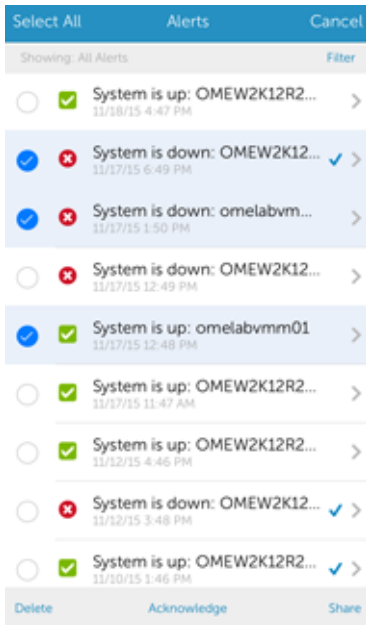 Select All Alerts Cancel
Showing: All Alerts Filter
System is up: OMEW2K12R2...
11/18/15 4:47 PM
System is down: OMEW2K12...
11/17/15 6:49 PM
System is down: omelabvm...
11/17/15 1:50 PM
System is down: OMEW2K12...
11/17/15 12:49 PM
System is up: omelabvmm01
11/17/15 12:48 PM
System is up: OMEW2K12R2...
11/17/15 11:47 AM
System is up: OMEW2K12R2...
11/12/15 4:46 PM
System is down: OMEW2K12...
11/12/15 3:48 PM
System is up: OMEW2K12R2...
11/10/15 1:46 PM
Delete Acknowledge Share